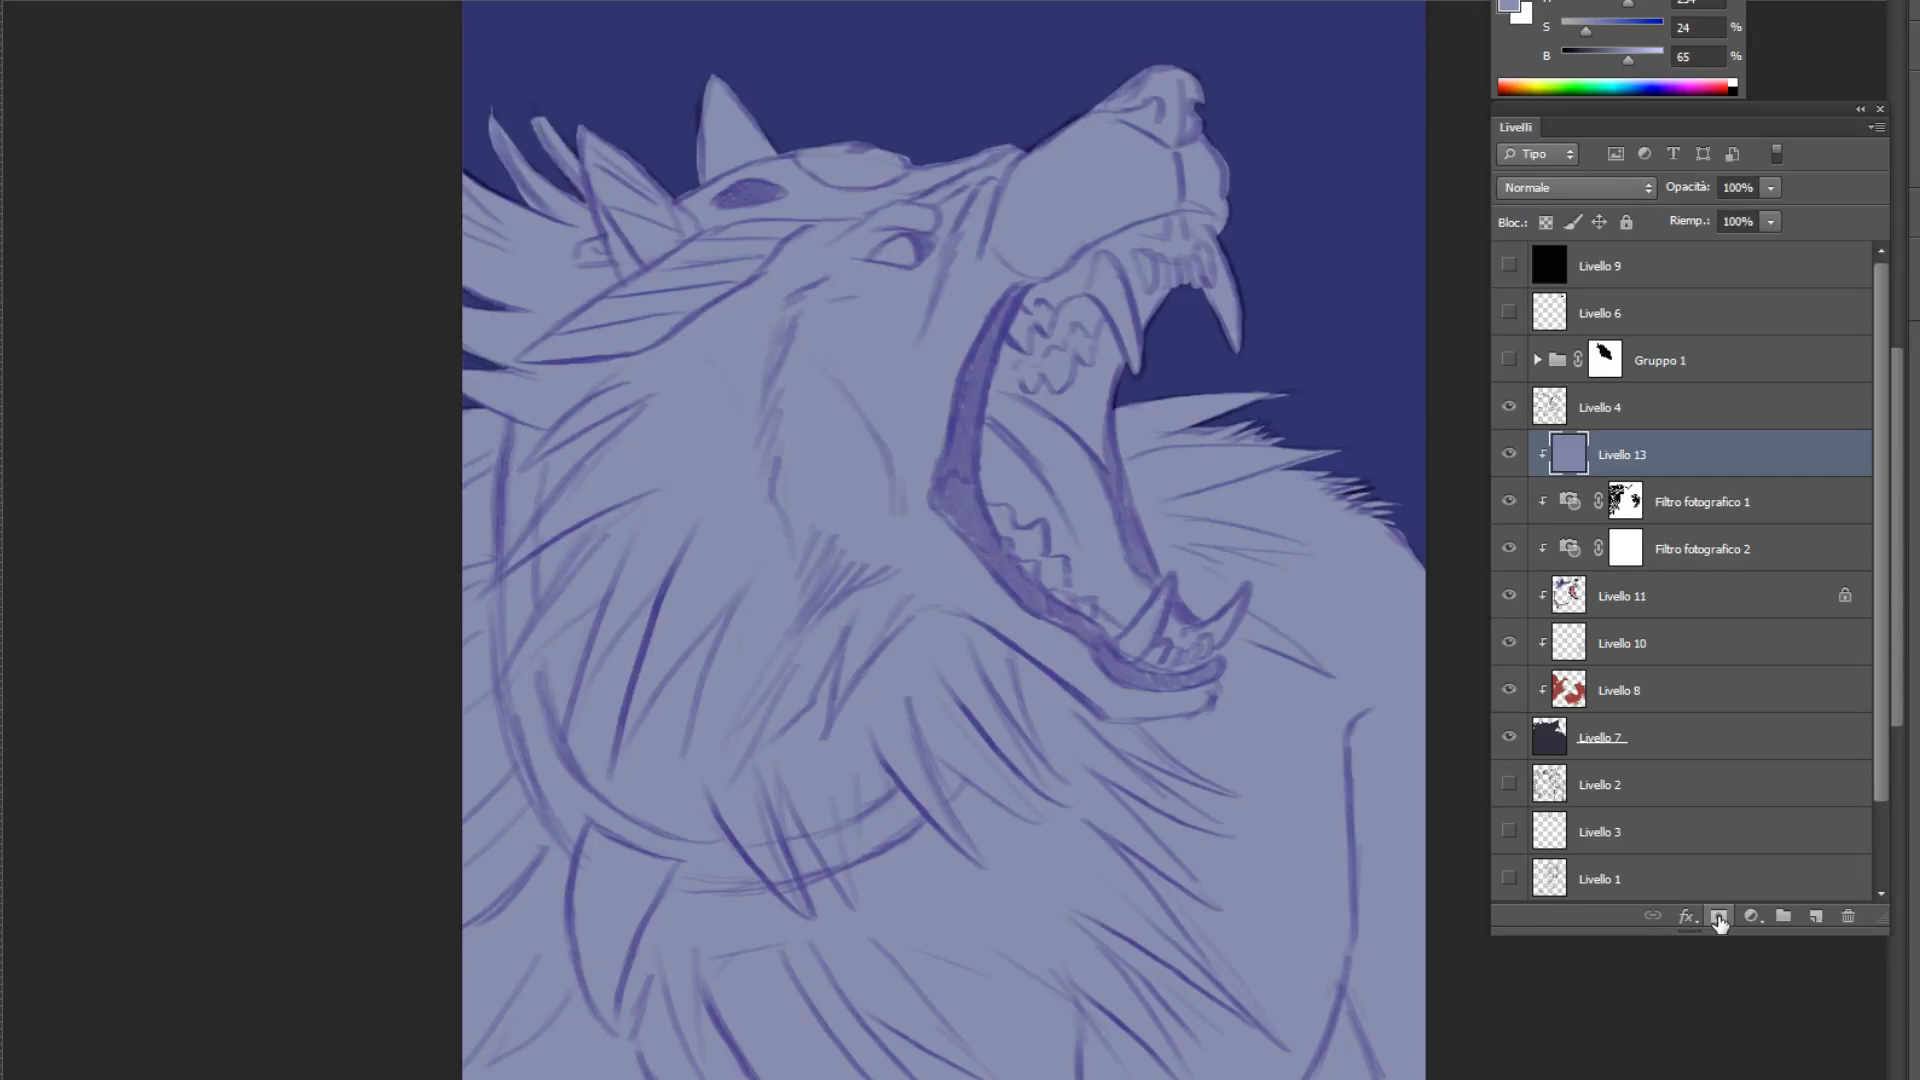 S 24 %
B 65 %
Livelli
Tipo
Normale Opacità: 100%
Bloc.: Riemp.: 100%
Livello 9
Livello 6
Gruppo 1
Livello 4
Livello 13
Filtro fotografico 1
Filtro fotografico 2
Livello 11
Livello 10
Livello 8
Livello 7
Livello 2
Livello 3
Livello 1
fx